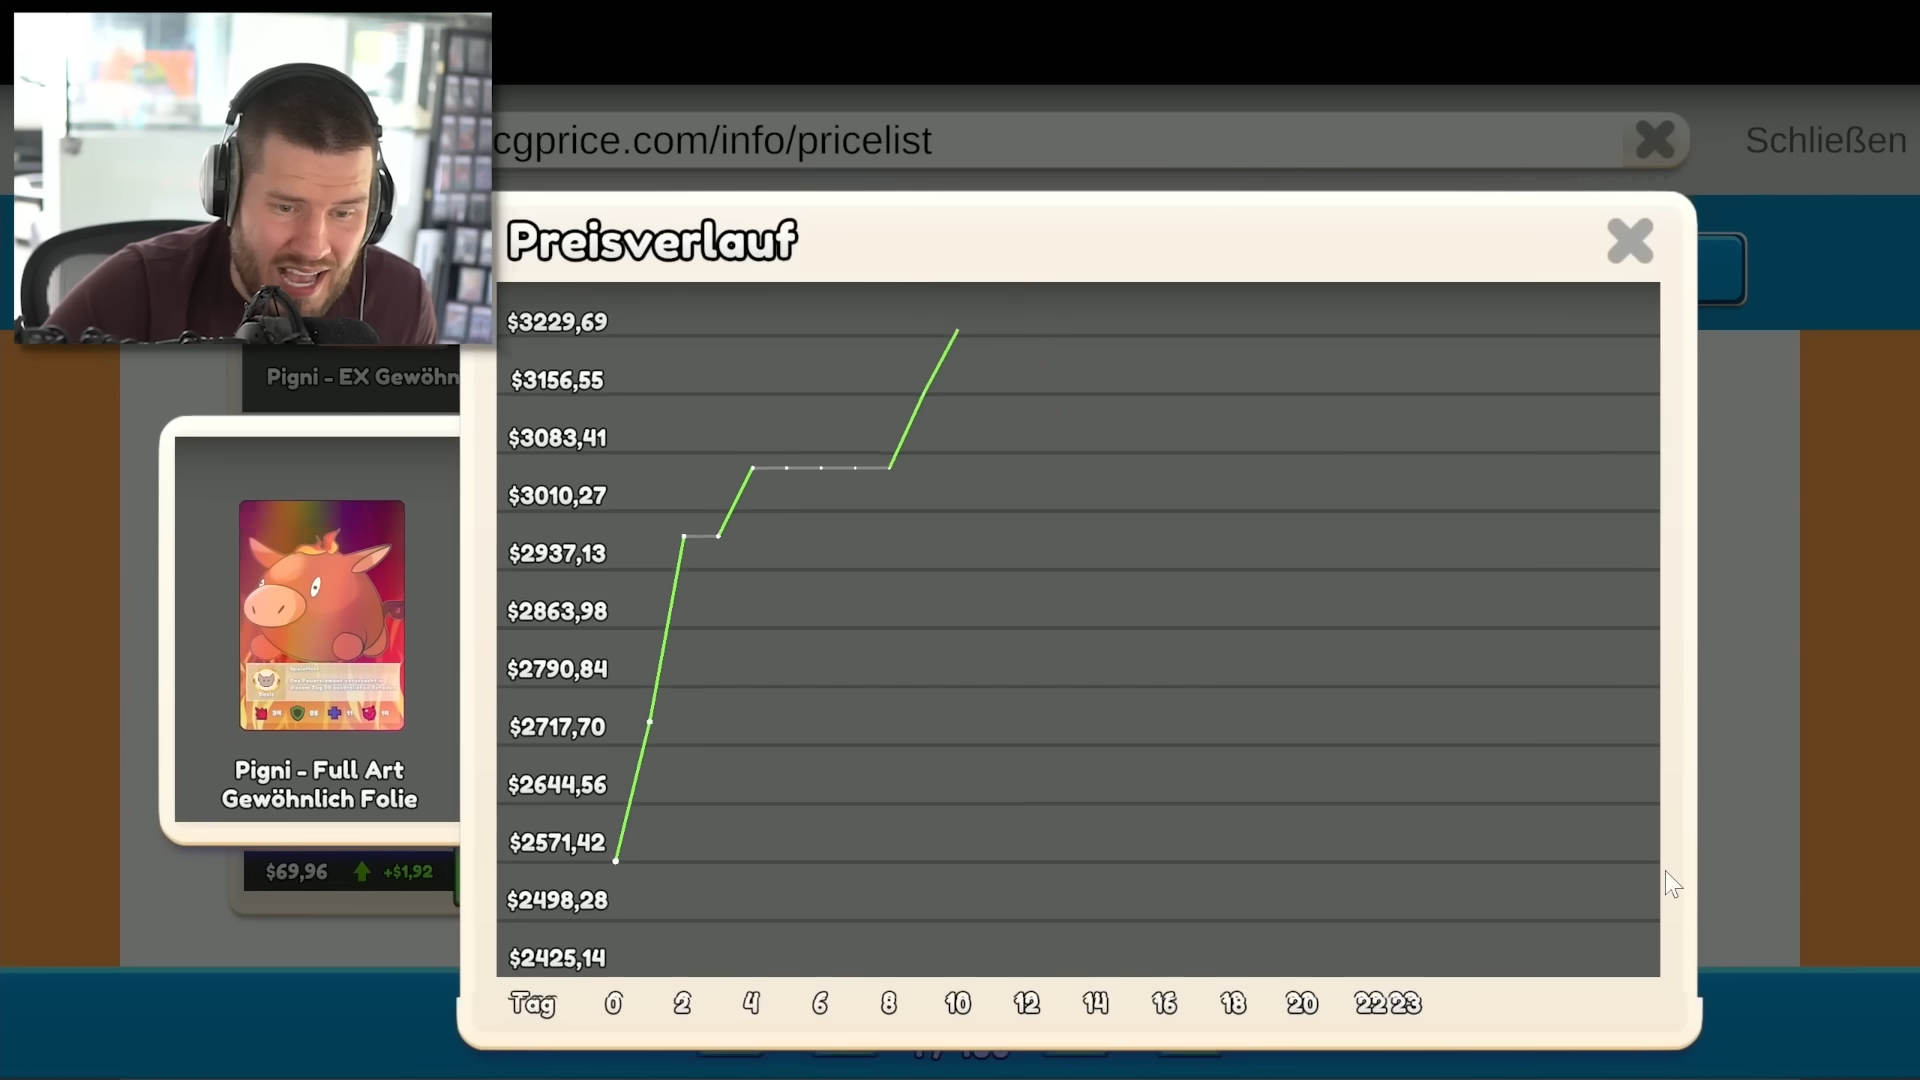 cgprice.com/info/pricelist
Schließen
Preisverlauf
$3229,69
$3156,55
$3083,41
$3010,27
$2937,13
$2863,98
$2790,84
$2717,70
$2644,56
$2571,42
$2498,28
$2425,14
Tag 0 2 4 6 8 10 12 14 16 18 20 22 23
Pigni - EX Gewöhn
Pigni - Full Art
Gewöhnlich Folie
$69,96 +$1,92